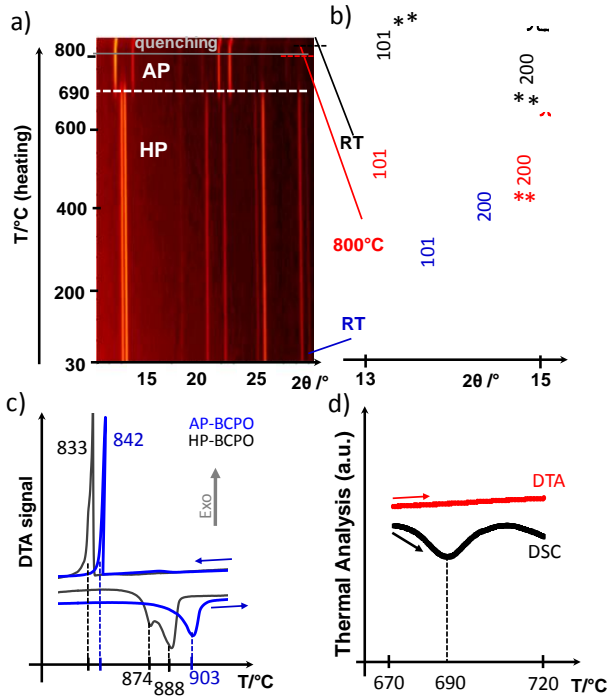 a)
T/°C (heating)
800
690
600
400
200
30
quenching
AP
HP
15
20
25
2θ /°
RT
800°C
RT
b)
101
**
200
**
101
200
**
200
101
13
2θ /°
15
c)
DTA signal
833
842
AP-BCPO
HP-BCPO
Exo
874
888
903
T/°C
d)
Thermal Analysis (a.u.)
DTA
DSC
670
690
720
T/°C